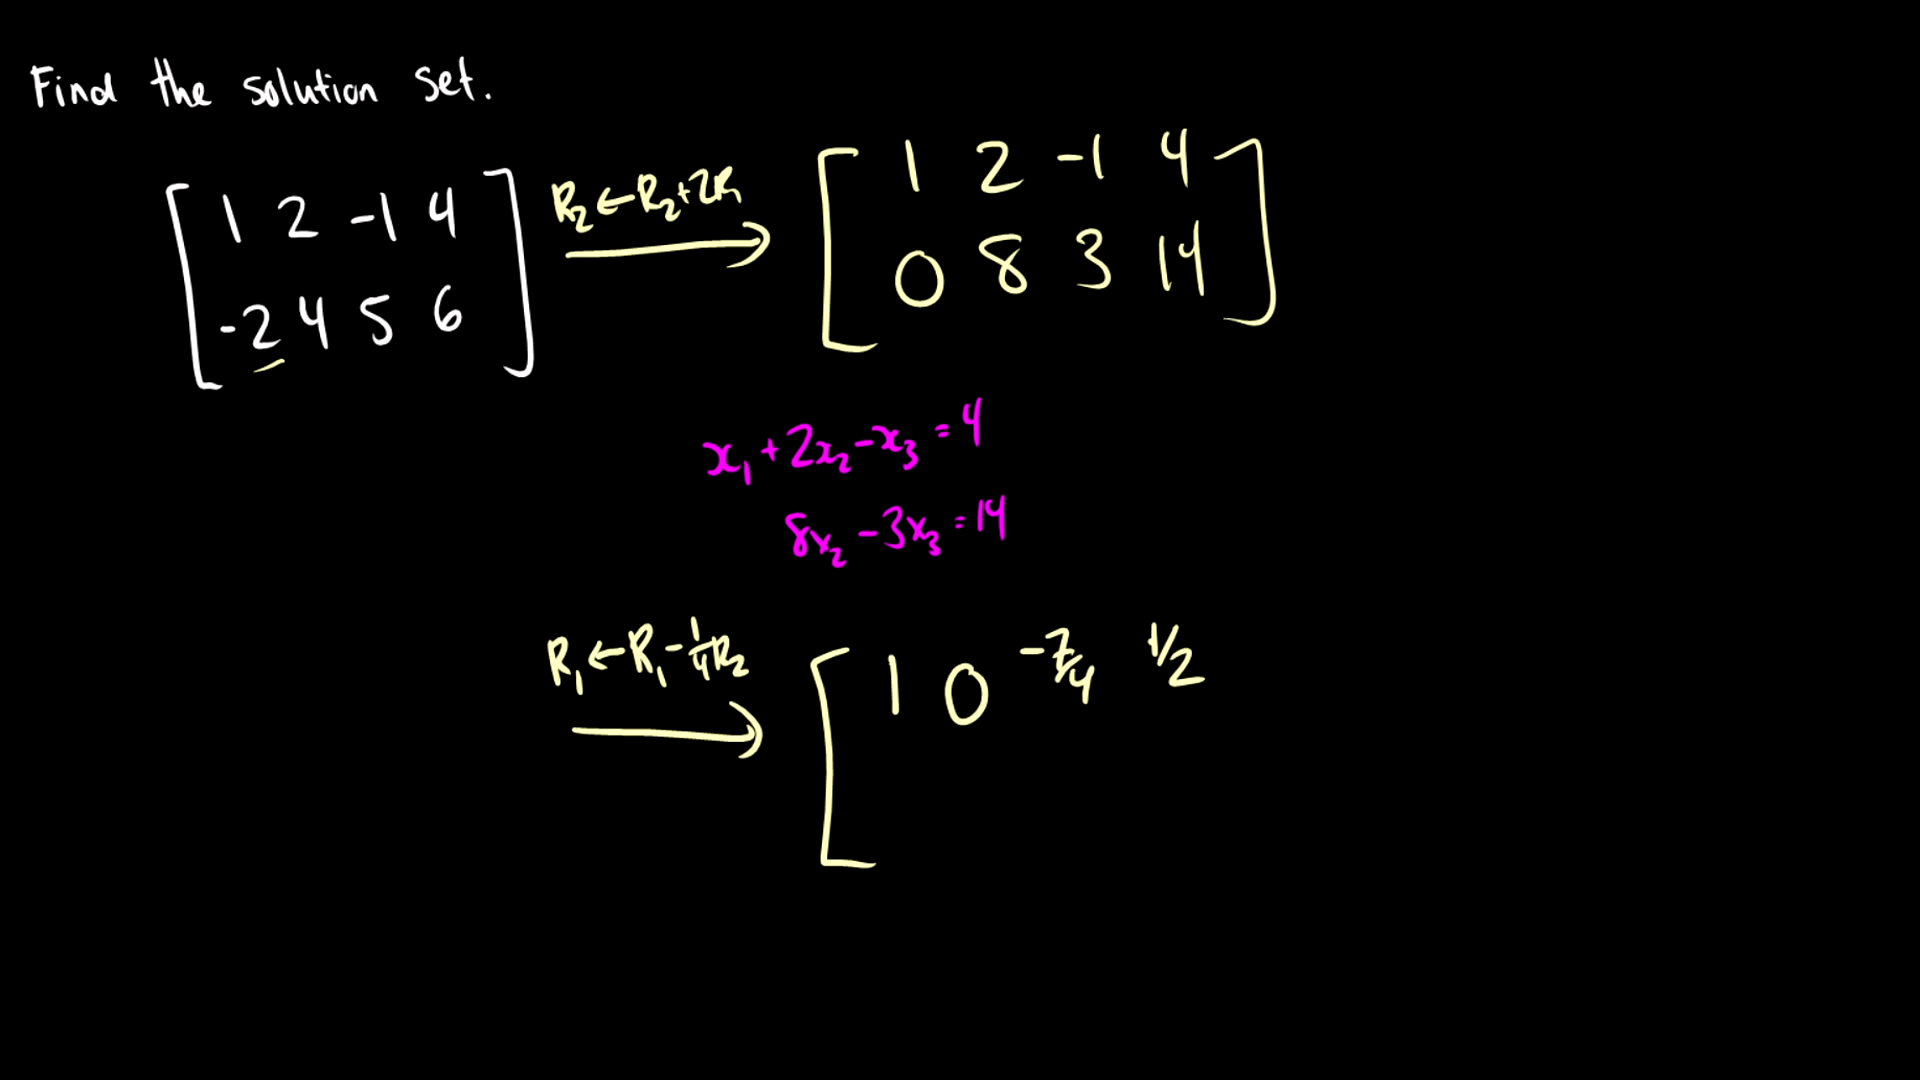 Find the solution set.
[ 1 2 -1 4 ] R₂←R₂+2R₁ [ 1 2 -1 4 ]
[ -2 4 5 6 ] [ 0 8 3 14 ]
x₁+2x₂-x₃=4
8x₂-3x₃=14
R₁←R₁-1/4R₂ [ 1 0 -7/4 1/2